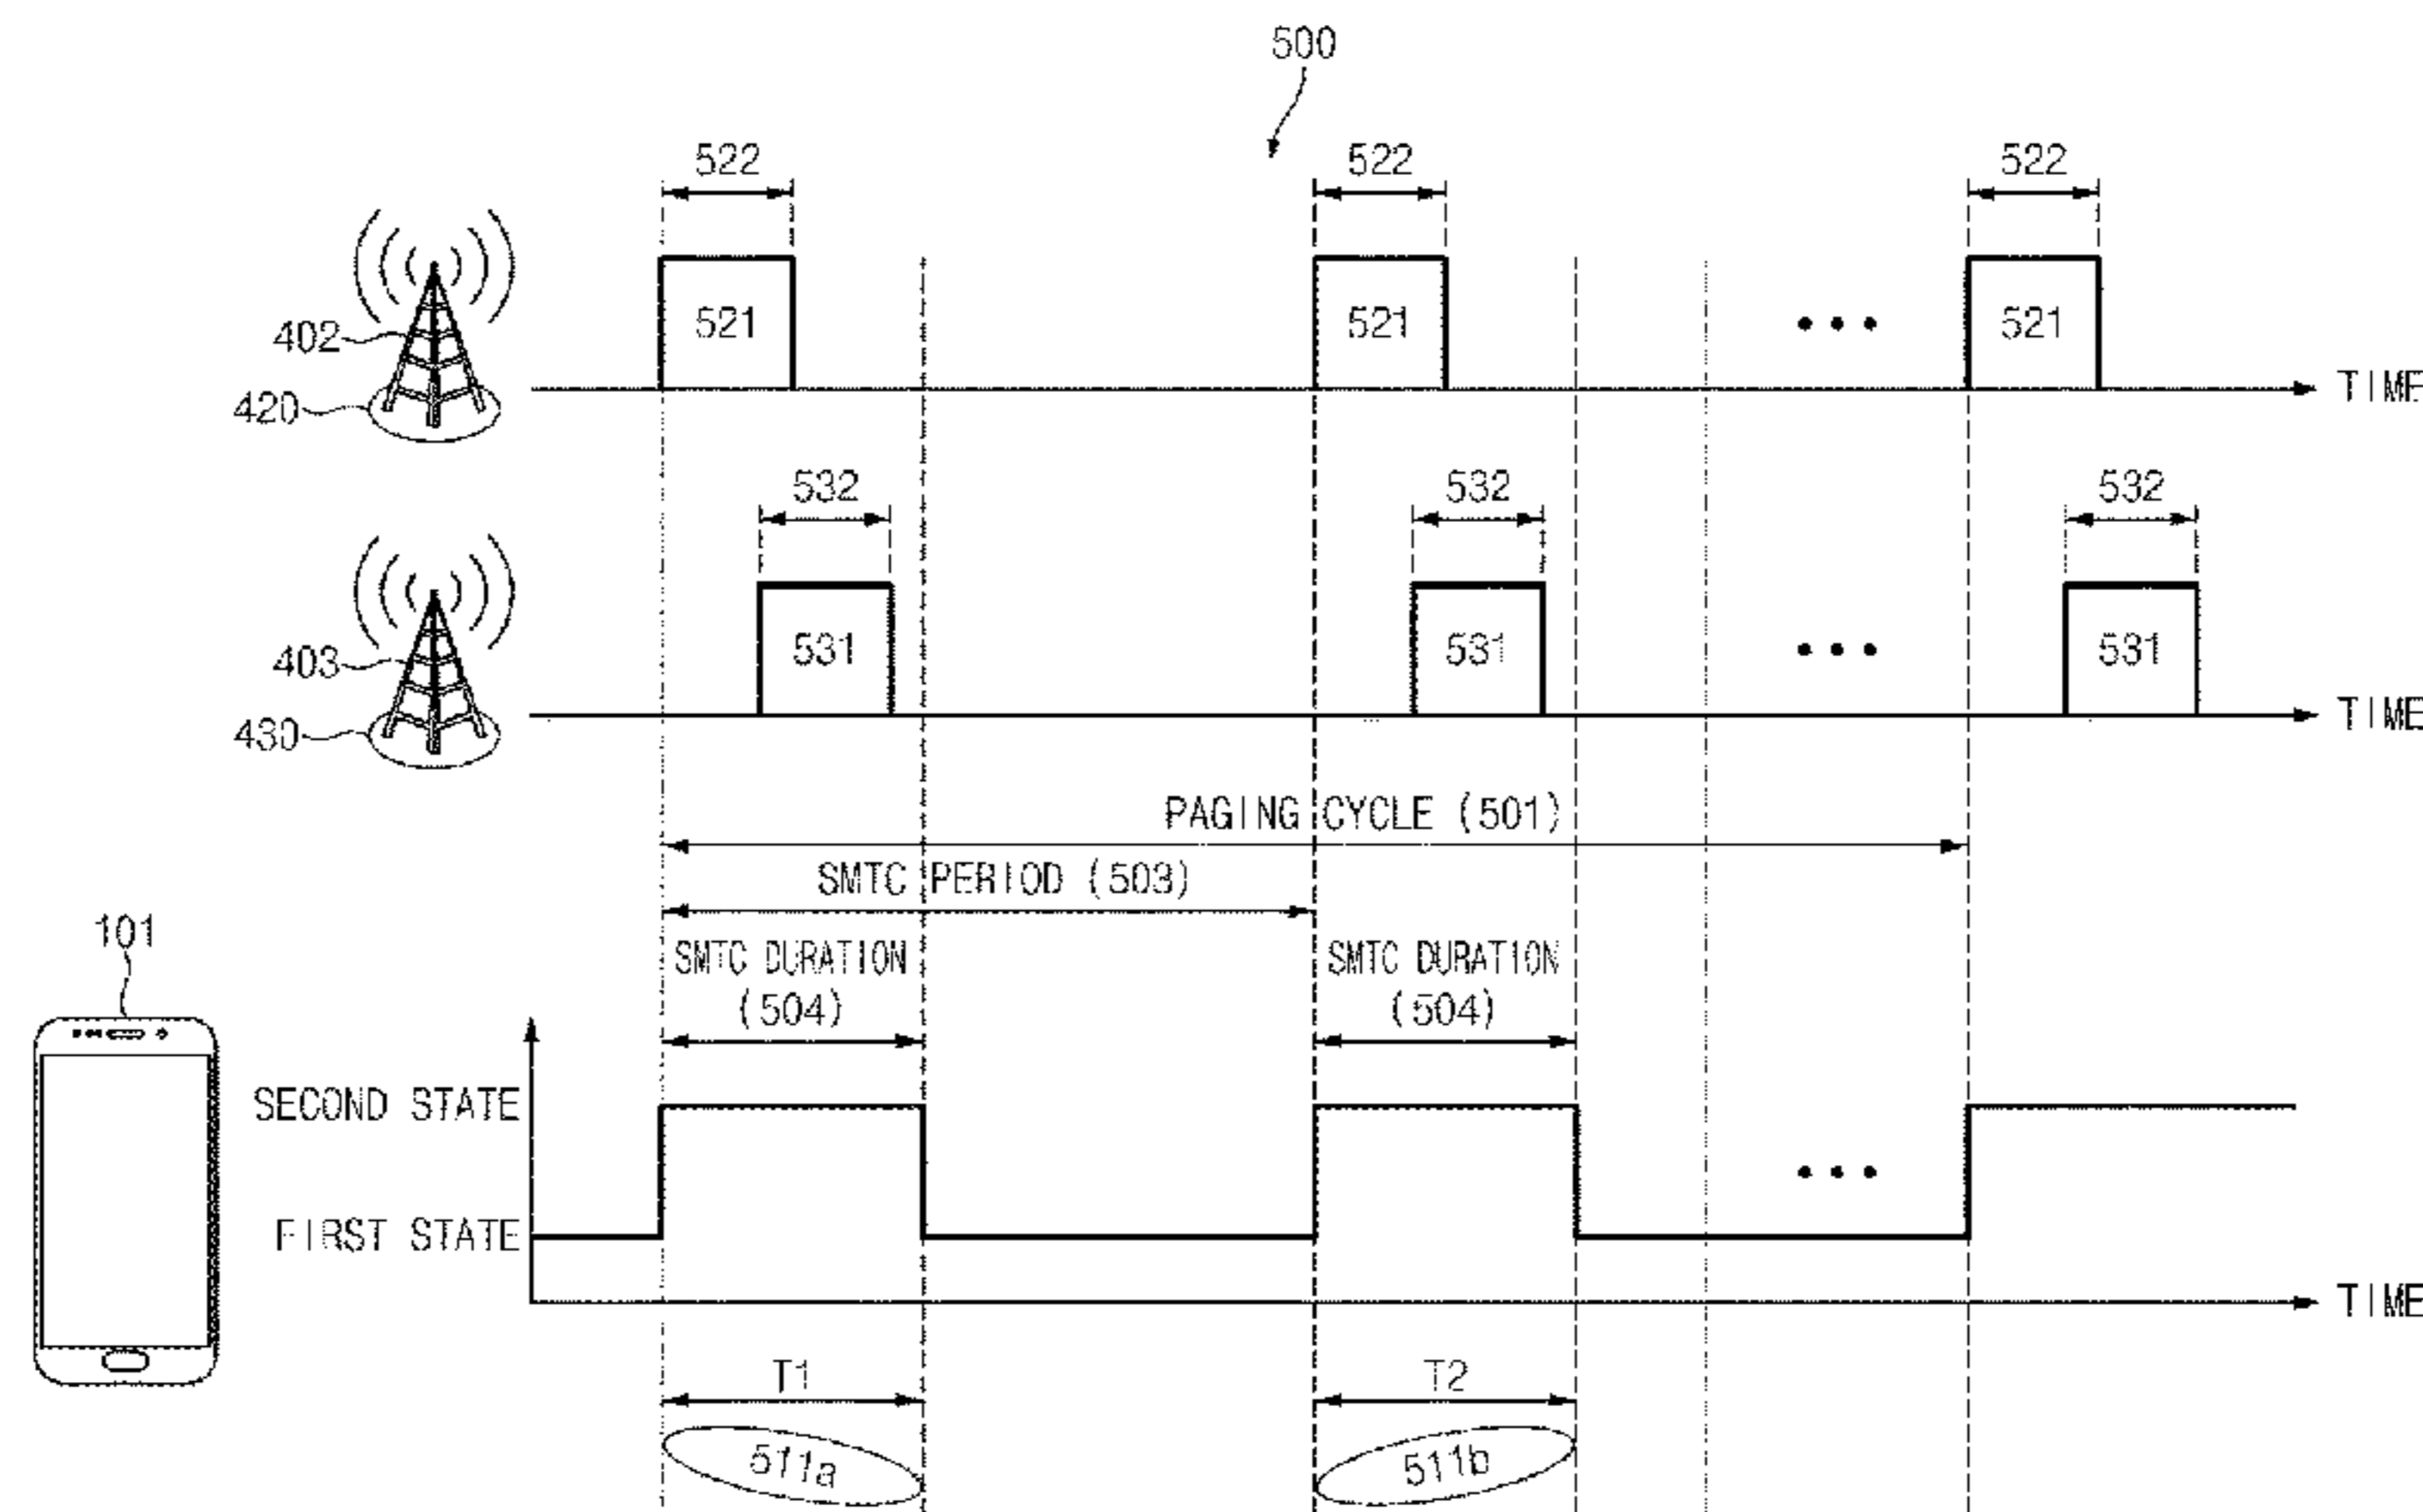 500
522 522 522
402 521 521 521
420 TIME
532 532 532
403 531 531 531
430 TIME
PAGING CYCLE (501)
SMTC PERIOD (503)
101 SMTC DURATION SMTC DURATION
(504) (504)
SECOND STATE
FIRST STATE
TIME
T1 T2
511a 511b